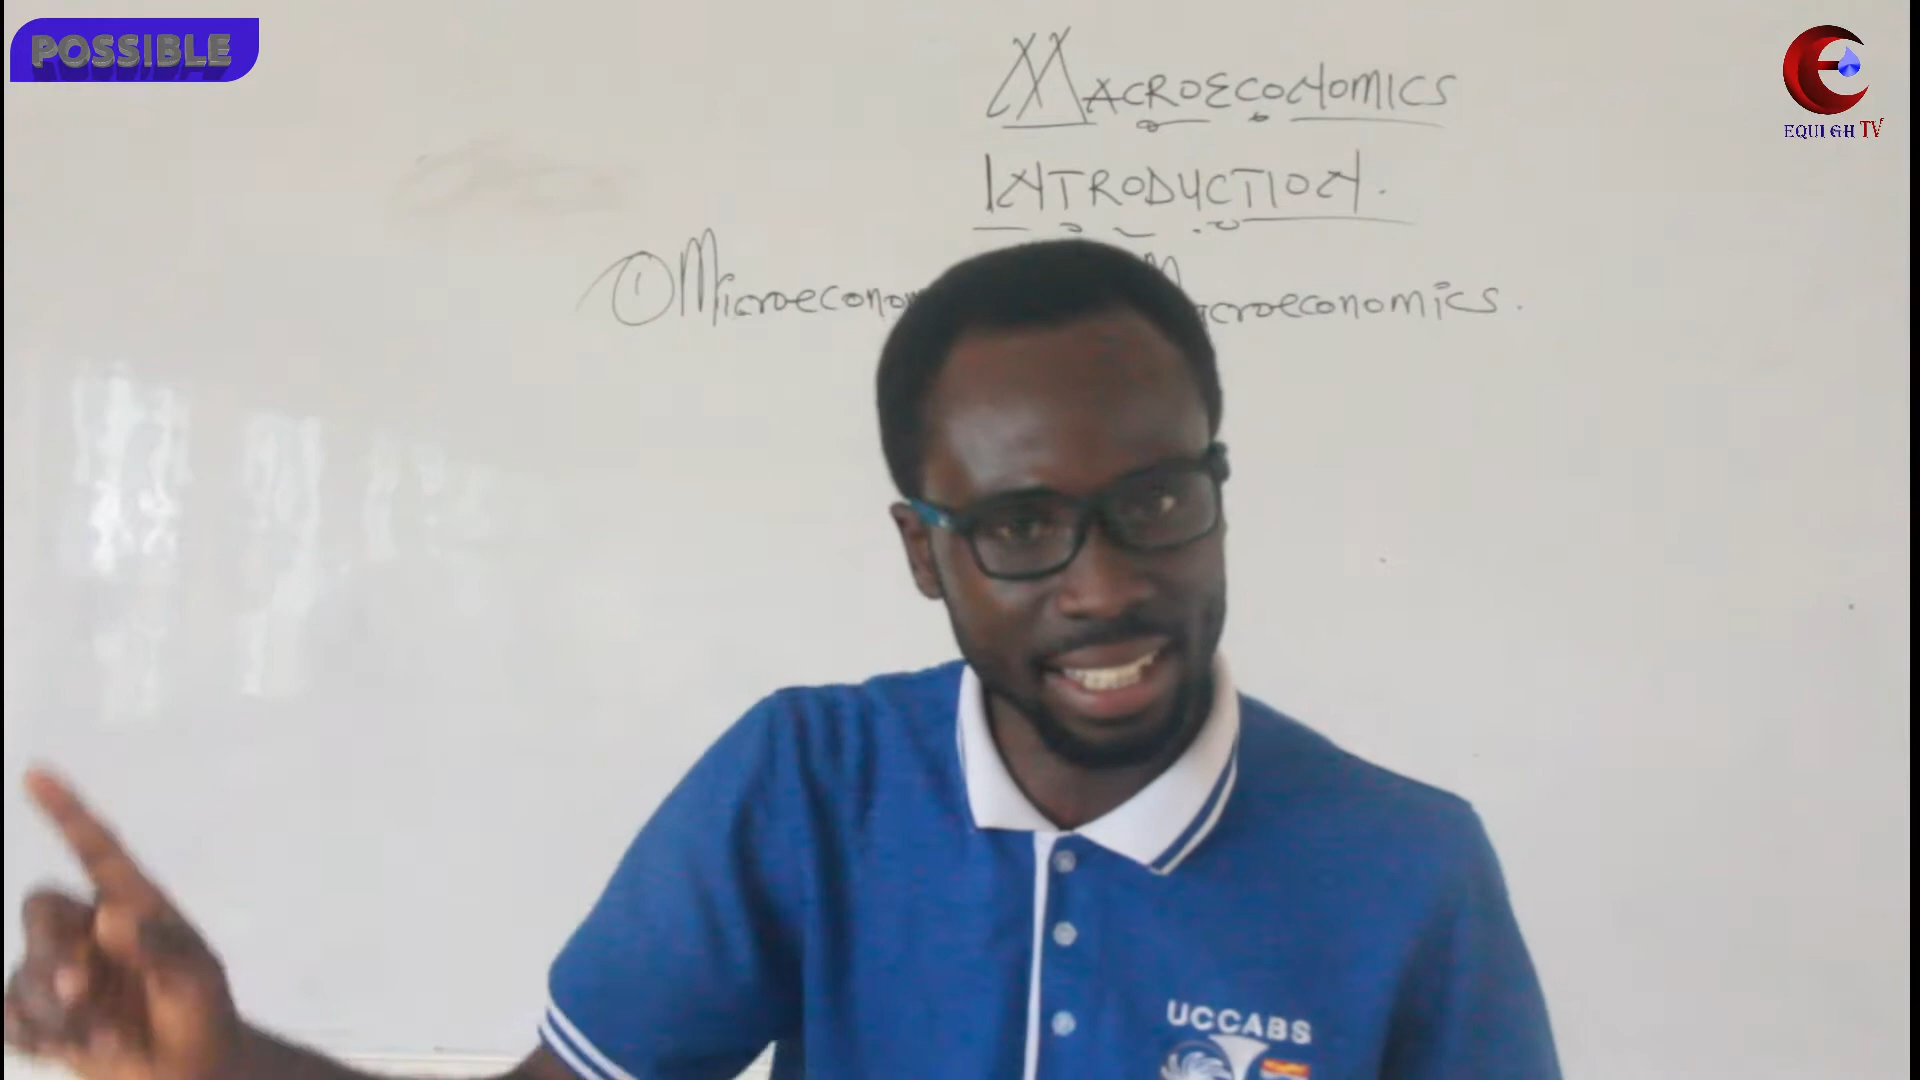 POSSIBLE
EQUI GH TV
MACROECONOMICS
INTRODUCTION.
① Microecono acroeconomics.
UCCABS